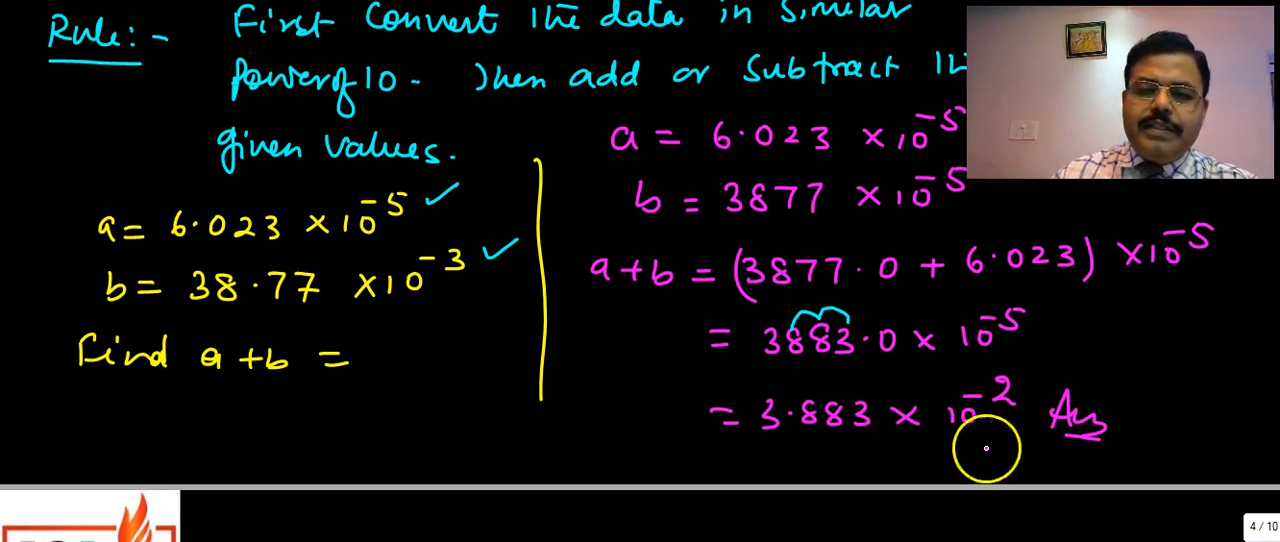 Rule:- First convert the data in similar
Power of 10. Then add or subtract the
given values.
a = 6.023 × 10⁻⁵
b = 38.77 × 10⁻³
Find a + b =
a = 6.023 × 10⁻⁵
b = 3877 × 10⁻⁵
a + b = (3877.0 + 6.023) × 10⁻⁵
= 3883.0 × 10⁻⁵
= 3.883 × 10⁻² Ans
4 / 10